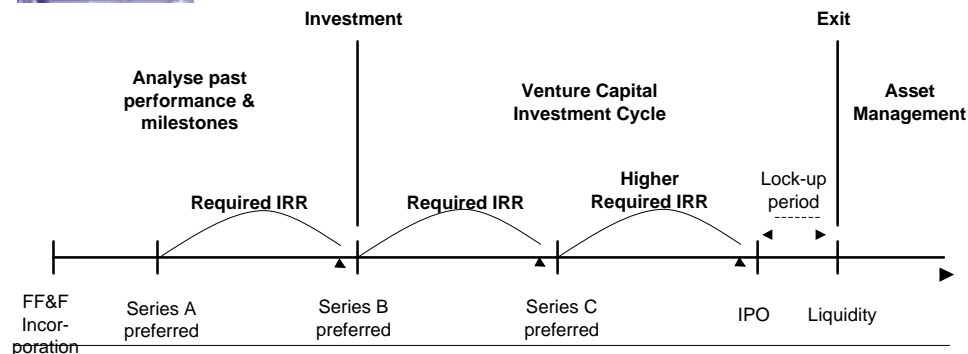 Investment
Exit
Analyse past
performance &
milestones
Venture Capital
Investment Cycle
Asset
Management
Required IRR
Required IRR
Higher
Required IRR
Lock-up
period
FF&F
Incor-
poration
Series A
preferred
Series B
preferred
Series C
preferred
IPO
Liquidity